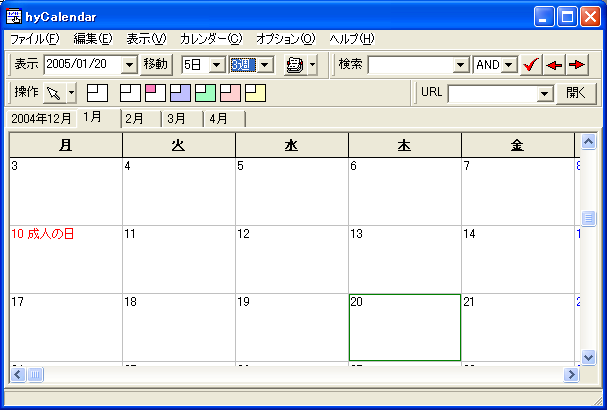 hyCalendar
ファイル(F) 編集(E) 表示(V) カレンダー(C) オプション(O) ヘルプ(H)
表示 2005/01/20 移動 5日 3週 検索 AND
操作 URL 開く
2004年12月 1月 2月 3月 4月
月 火 水 木 金
3 4 5 6 7 8
10 成人の日 11 12 13 14 1
17 18 19 20 21